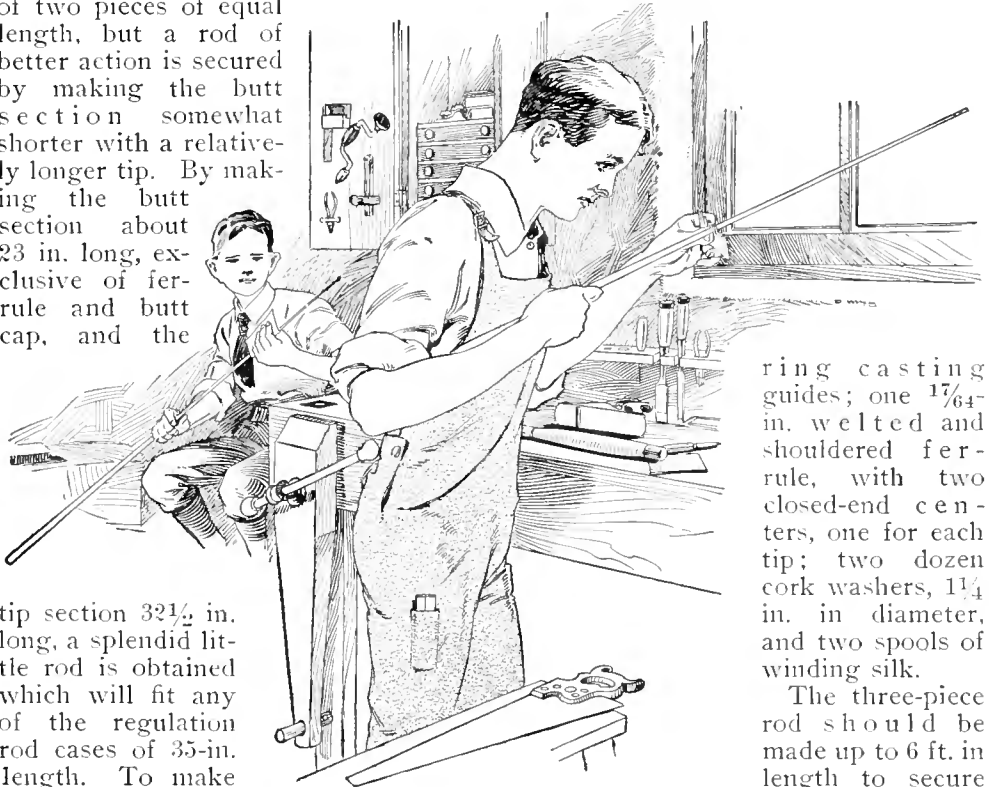 of two pieces of equal
length, but a rod of
better action is secured
by making the butt
section somewhat
shorter with a relative-
ly longer tip. By mak-
ing the butt
section about
23 in. long, ex-
clusive of fer-
rule and butt
cap, and the
tip section 32½ in.
long, a splendid lit-
tle rod is obtained
which will fit any
of the regulation
rod cases of 35-in.
length. To make
ring casting
guides; one 17/64-
in. welted and
shouldered fer-
rule, with two
closed-end cen-
ters, one for each
tip; two dozen
cork washers, 1¼
in. in diameter,
and two spools of
winding silk.
The three-piece
rod should be
made up to 6 ft. in
length to secure